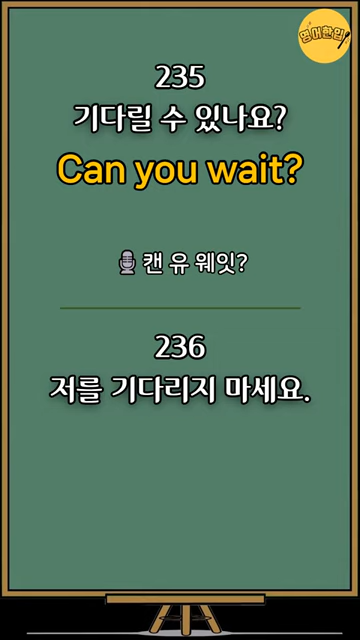 영어한입
235
기다릴 수 있나요?
Can you wait?
캔 유 웨잇?
236
저를 기다리지 마세요.